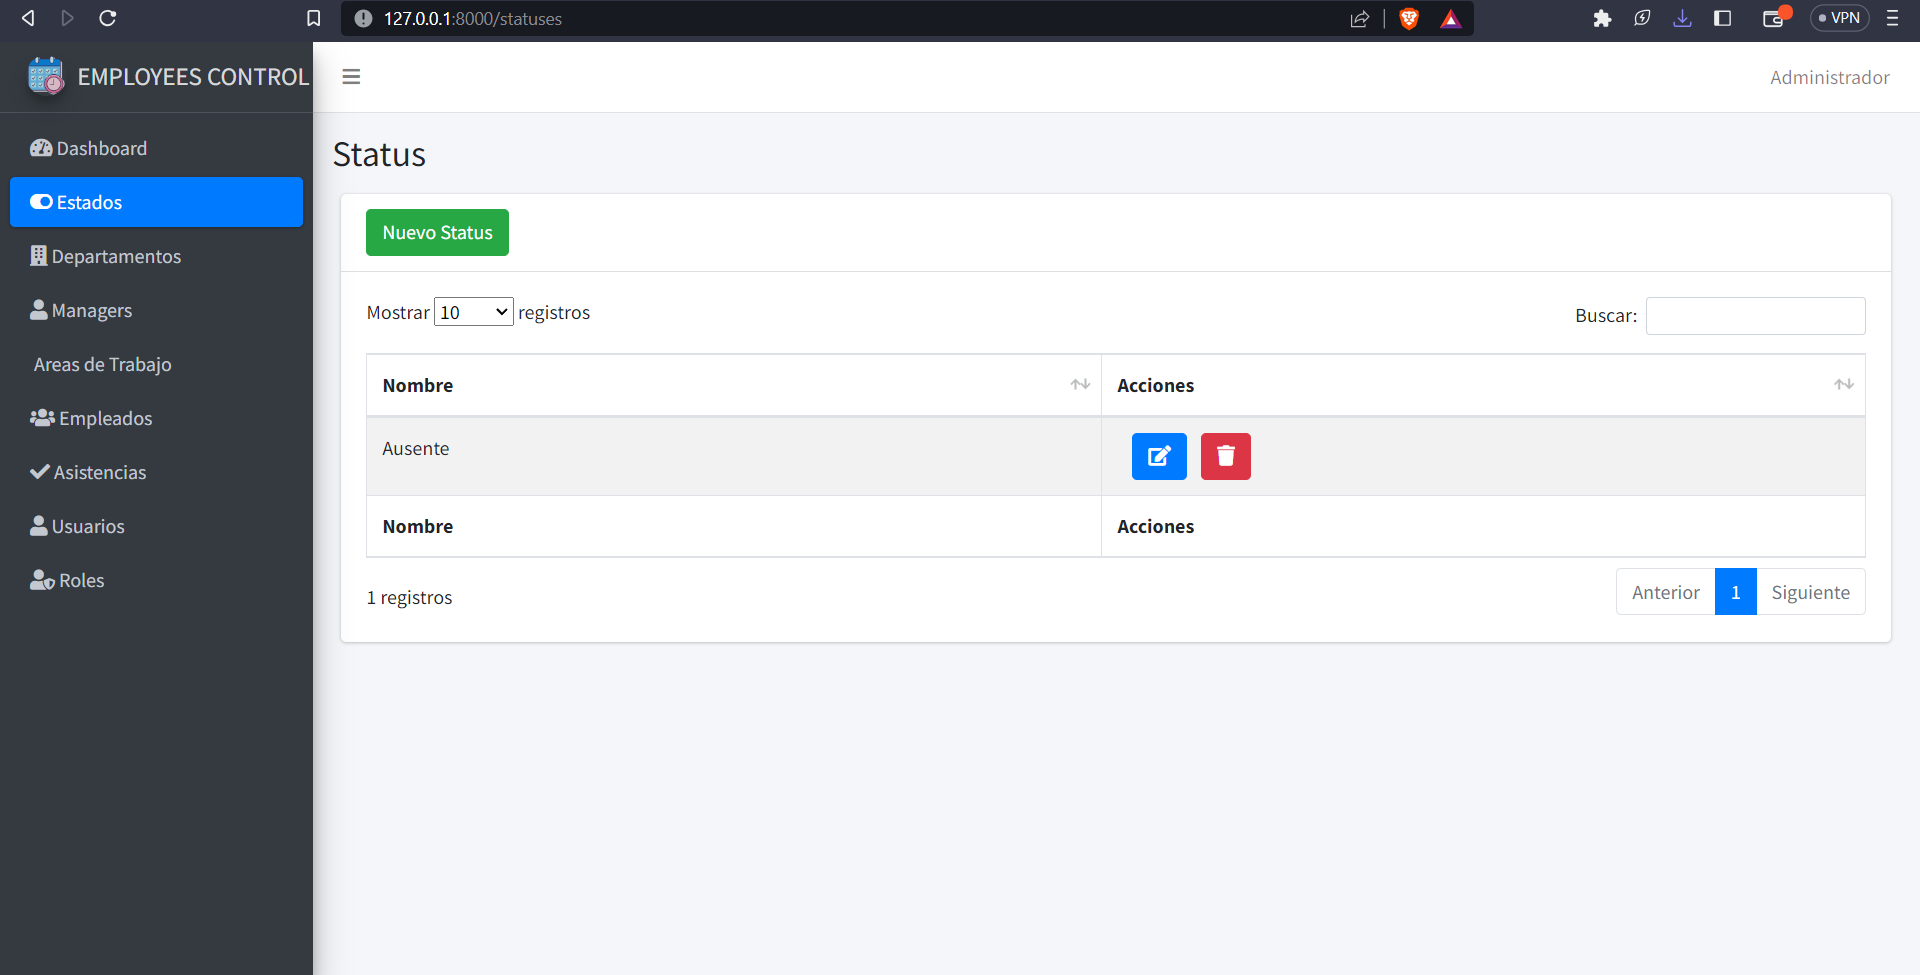 127.0.0.1:8000/statuses
VPN
EMPLOYEES CONTROL
Administrador
Dashboard
Estados
Departamentos
Managers
Areas de Trabajo
Empleados
Asistencias
Usuarios
Roles
Status
Nuevo Status
Mostrar 10 registros
Buscar:
Nombre Acciones
Ausente
Nombre Acciones
1 registros
Anterior 1 Siguiente